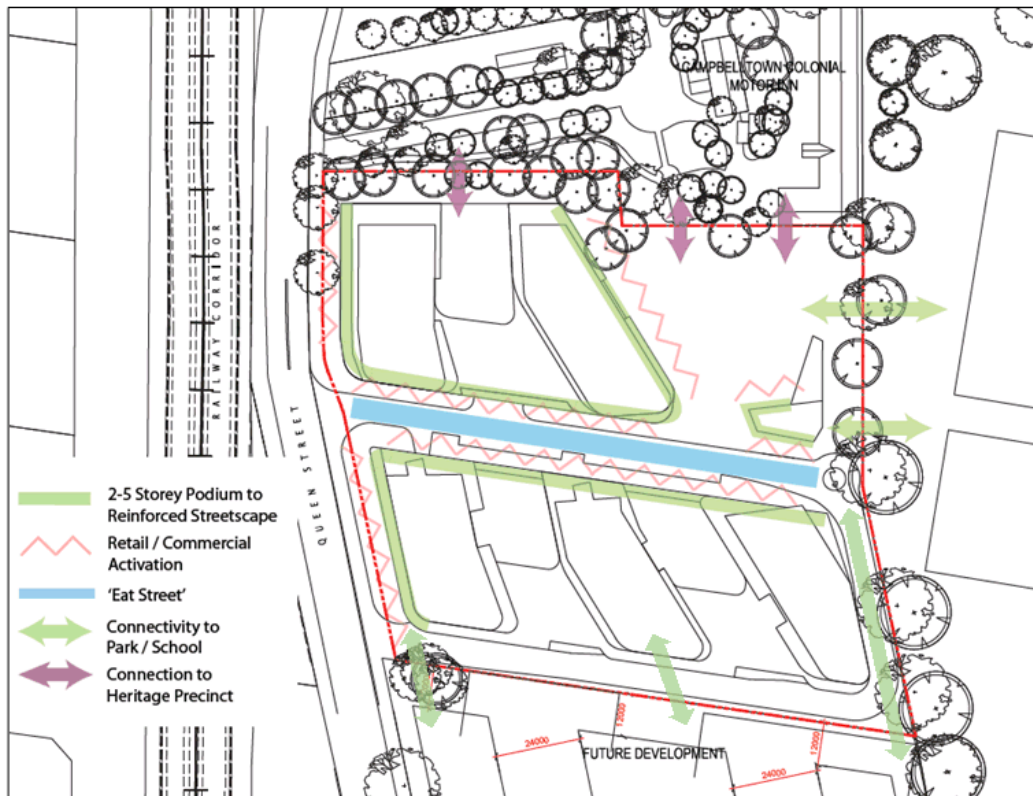 CAMPBELLTOWN COLONIAL
MOTOR INN
RAILWAY CORRIDOR
QUEEN STREET
2-5 Storey Podium to
Reinforced Streetscape
Retail / Commercial
Activation
'Eat Street'
Connectivity to
Park / School
Connection to
Heritage Precinct
12000
24000
FUTURE DEVELOPMENT
12000
24000